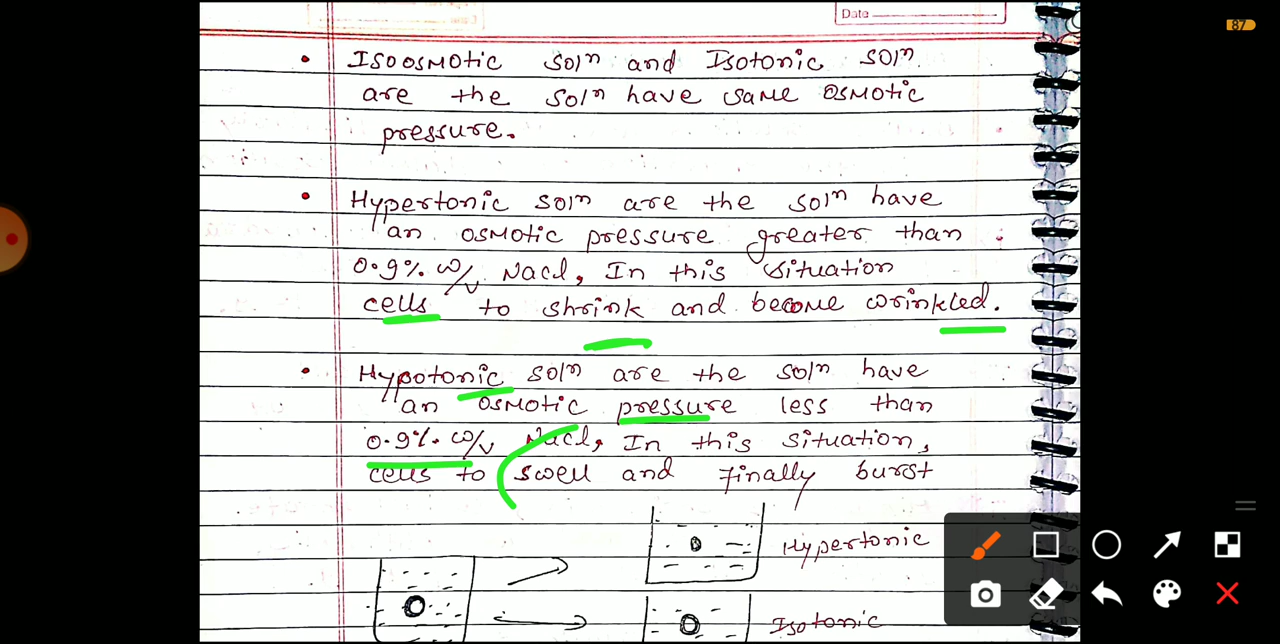 Date
87
• Isoosmotic solⁿ and Isotonic solⁿ
are the solⁿ have same osmotic
pressure.
• Hypertonic solⁿ are the solⁿ have
an osmotic pressure greater than
0.9% w/v Nacl, In this situation
cells to shrink and become wrinkled.
• Hypotonic solⁿ are the solⁿ have
an osmotic pressure less than
0.9% w/v Nacl, In this situation,
cells to swell and finally burst
Hypertonic
Isotonic